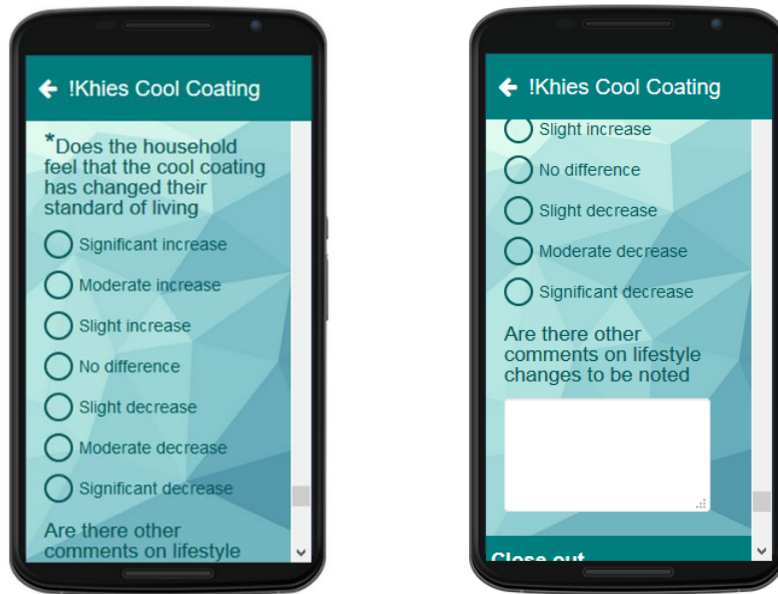 !Khies Cool Coating
*Does the household
feel that the cool coating
has changed their
standard of living
Significant increase
Moderate increase
Slight increase
No difference
Slight decrease
Moderate decrease
Significant decrease
Are there other
comments on lifestyle
!Khies Cool Coating
Slight increase
No difference
Slight decrease
Moderate decrease
Significant decrease
Are there other
comments on lifestyle
changes to be noted
Close out